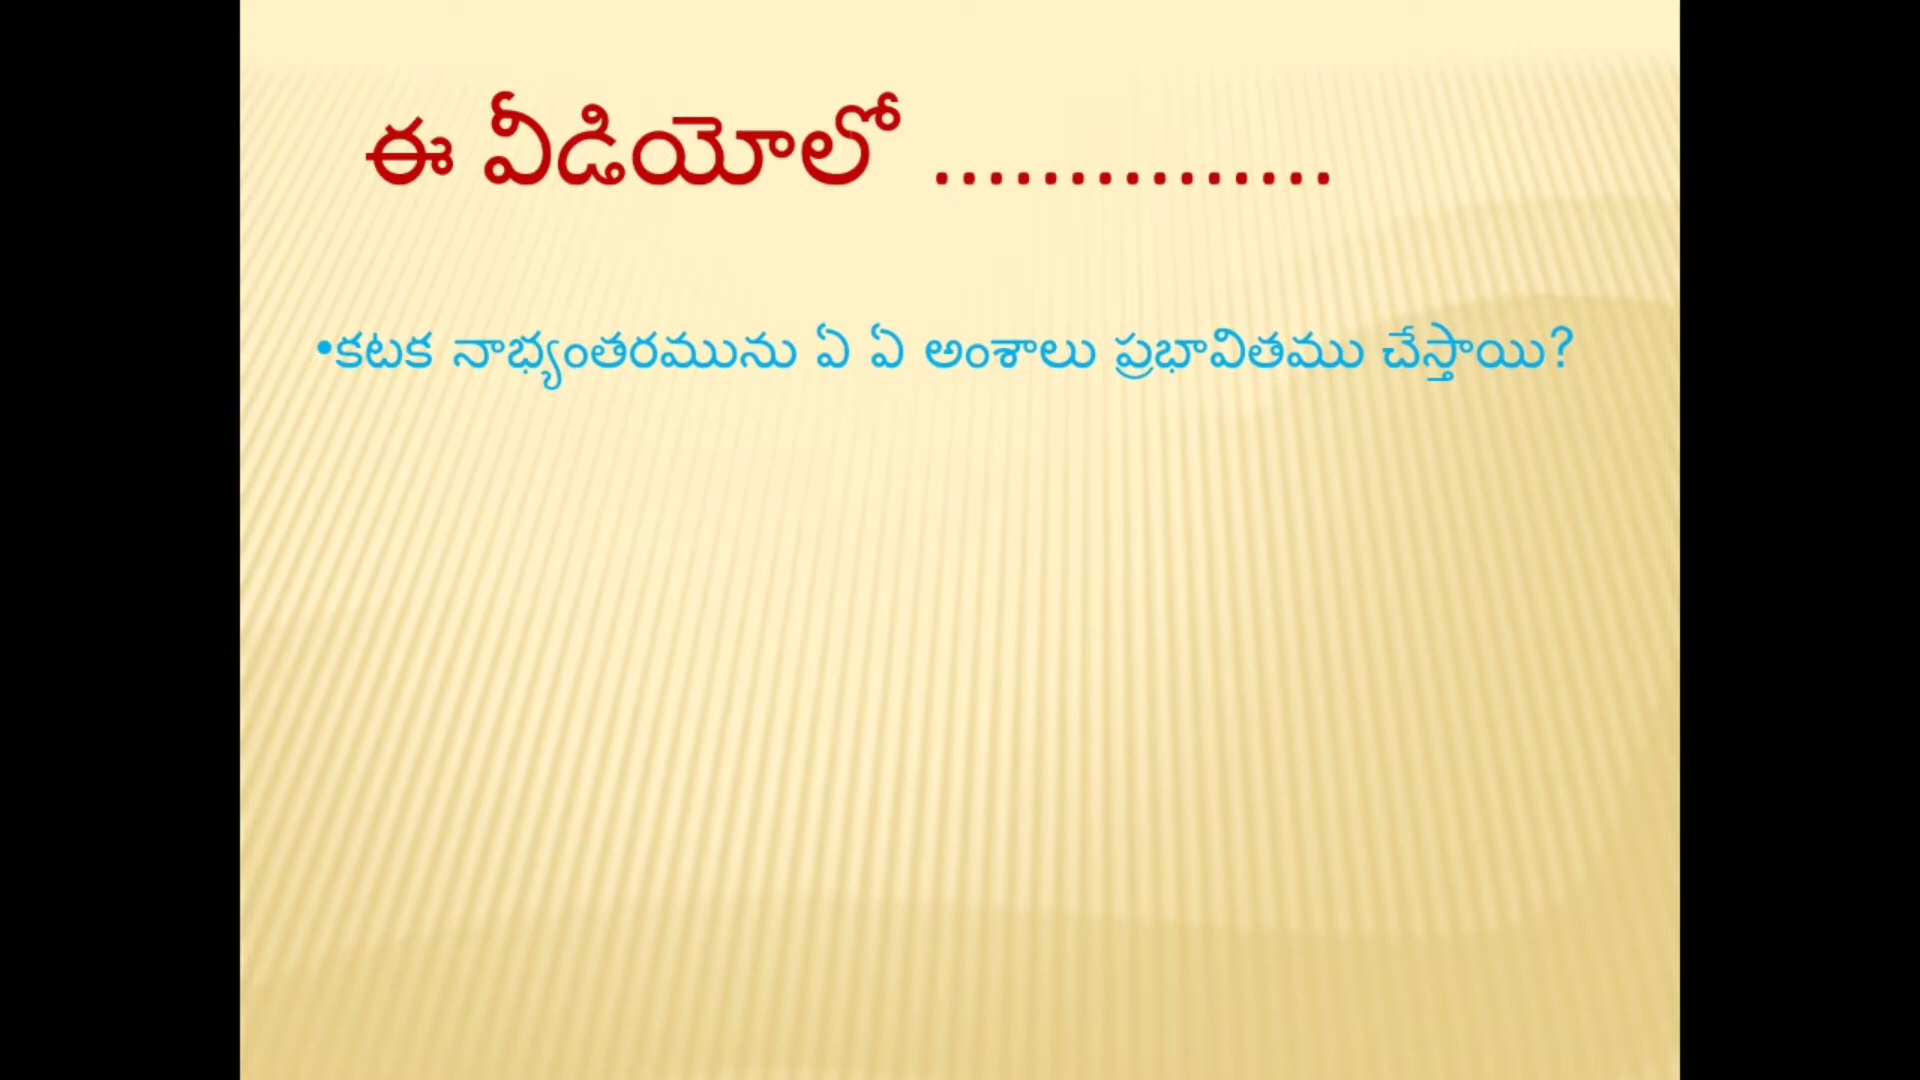 ఈ వీడియోలో ...............
•కటక నాభ్యంతరమును ఏ ఏ అంశాలు ప్రభావితము చేస్తాయి?